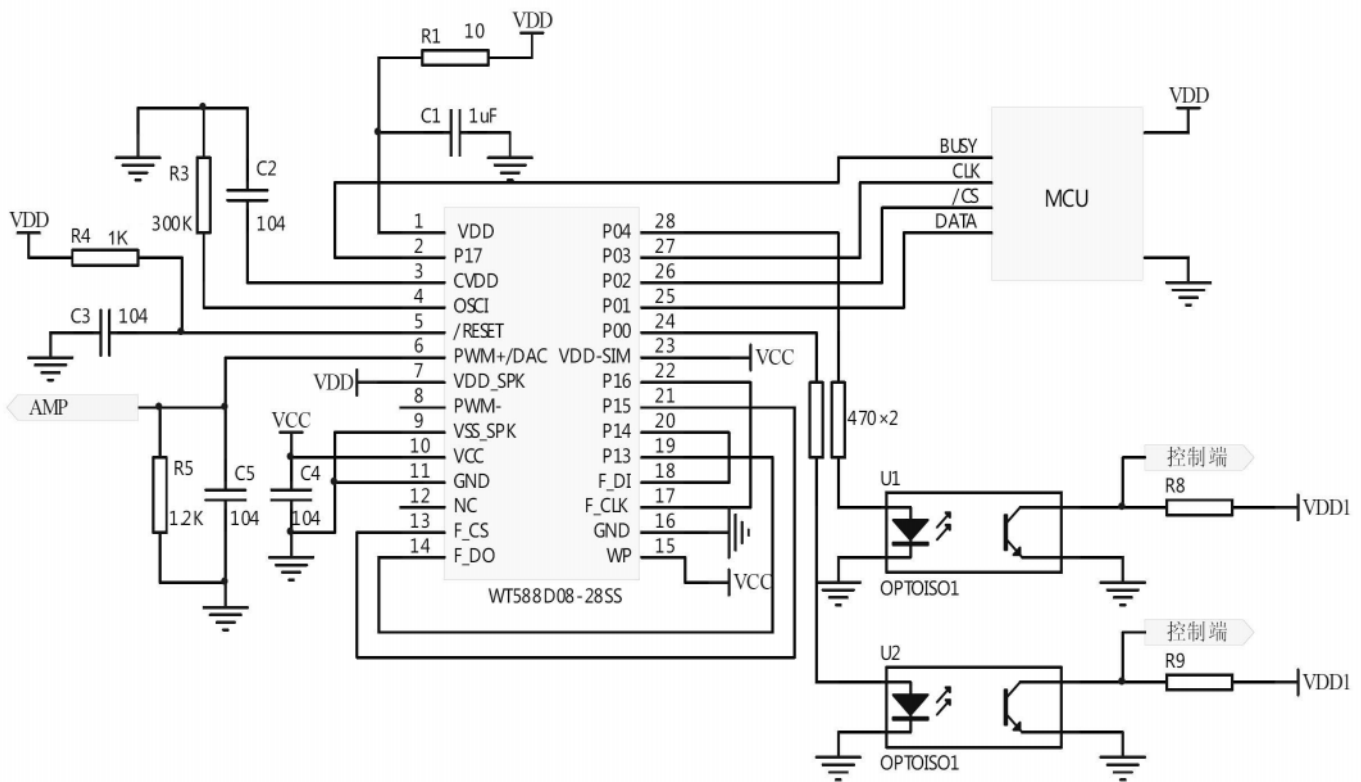 VDD
R1 10
C1 1uF
VDD
BUSY
CLK
/CS
DATA
MCU
R3
300K
C2
104
VDD
R4 1K
C3 104
1 VDD
2 P17
3 CVDD
4 OSCI
5 /RESET
6 PWM+/DAC
7 VDD_SPK
8 PWM-
9 VSS_SPK
10 VCC
11 GND
12 NC
13 F_CS
14 F_DO
P04 28
P03 27
P02 26
P01 25
P00 24
VDD-SIM 23
P16 22
P15 21
P14 20
P13 19
F_DI 18
F_CLK 17
GND 16
WP 15
WT588D08-28SS
VDD
VCC
AMP
VCC
R5
1.2K
C5
104
C4
104
VCC
470×2
U1
OPTOISO1
控制端
R8
VDD1
U2
OPTOISO1
控制端
R9
VDD1